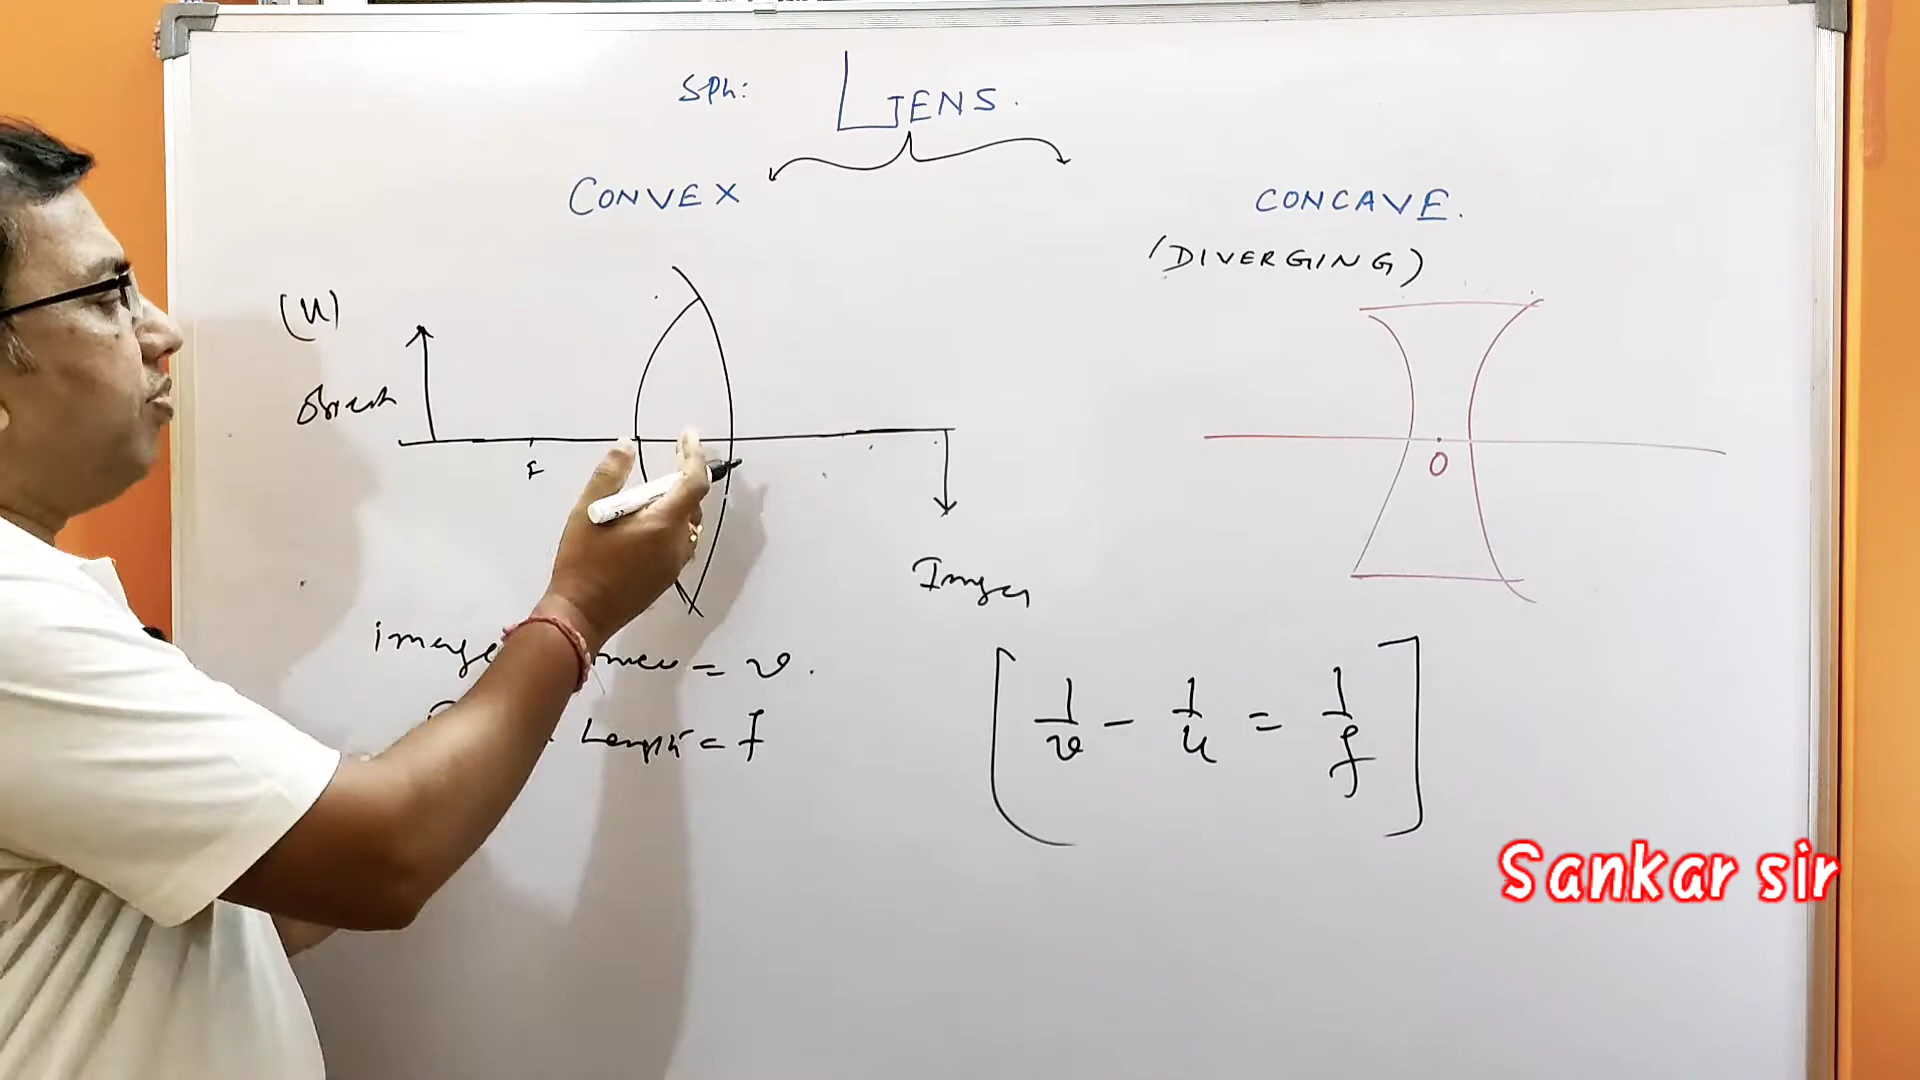 Sph: LENS.
CONVEX
CONCAVE.
(DIVERGING)
(u)
Object
F
O
Image
image = v.
Length = f
[ 1/v - 1/u = 1/f ]
Sankar sir